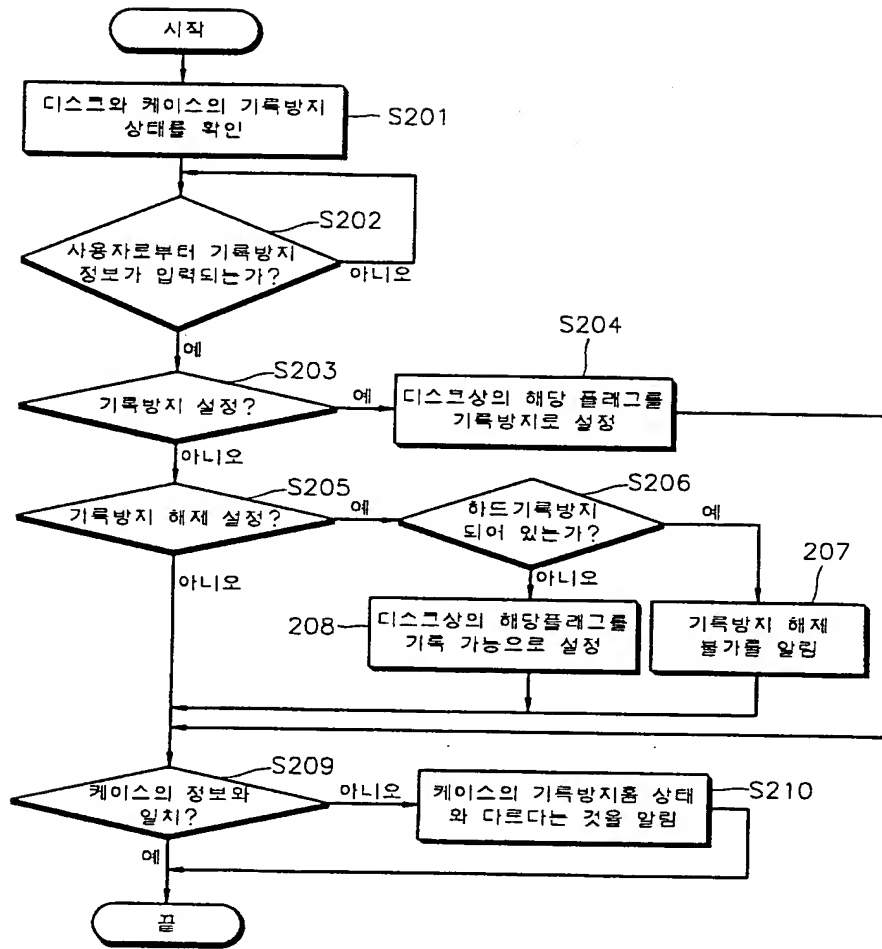 시작
디스크와 케이스의 기록방지
상태를 확인
S201
S202
사용자로부터 기록방지
정보가 입력되는가?
아니오
예
S203
기록방지 설정?
예
S204
디스크상의 해당 플래그를
기록방지로 설정
아니오
S205
기록방지 해제 설정?
예
S206
하드기록방지
되어 있는가?
예
아니오
아니오
207
기록방지 해제
불가를 알림
208
디스크상의 해당플래그를
기록 가능으로 설정
S209
케이스의 정보와
일치?
아니오
S210
케이스의 기록방지홈 상태
와 다르다는 것을 알림
예
끝